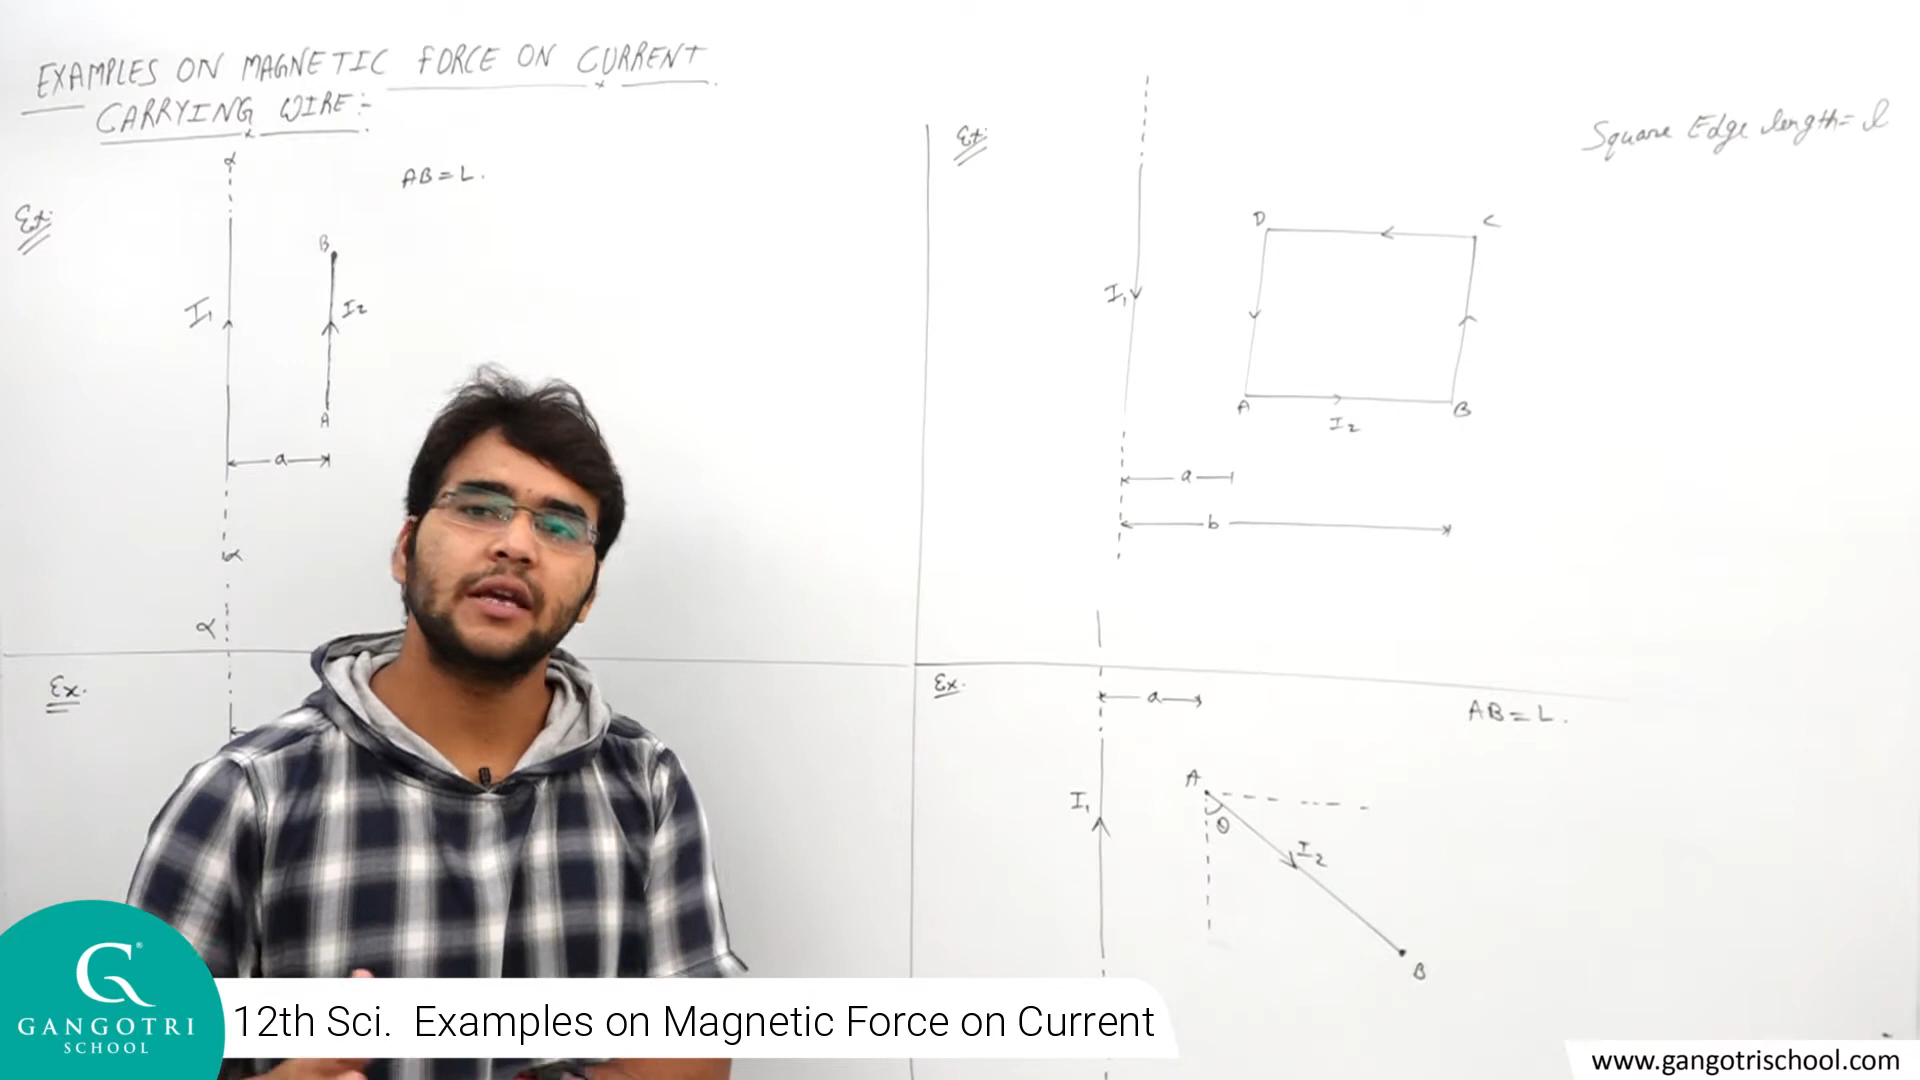 EXAMPLES ON MAGNETIC FORCE ON CURRENT
CARRYING WIRE:-
Ex:
α
AB = L.
B
I₁
I₂
A
a
α
Ex:
Square Edge length = l
D
C
I₁
A
B
I₂
a
b
α
Ex.
Ex.
a
AB = L.
A
I₁
θ
I₂
B
G®
GANGOTRI
SCHOOL
12th Sci. Examples on Magnetic Force on Current
www.gangotrischool.com